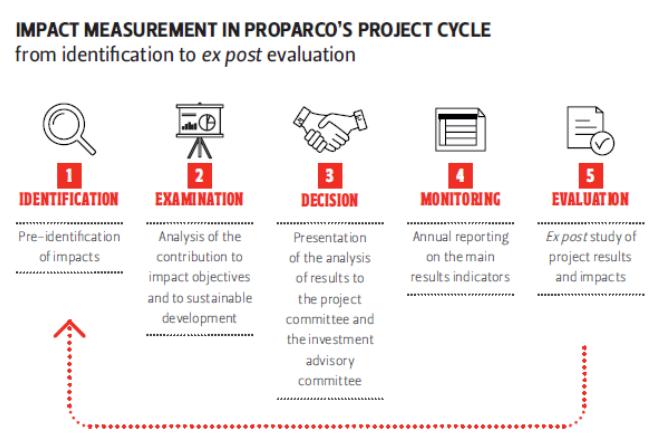 IMPACT MEASUREMENT IN PROPARCO'S PROJECT CYCLE
from identification to ex post evaluation
1
IDENTIFICATION
Pre–identification
of impacts
2
EXAMINATION
Analysis of the
contribution to
impact objectives
and to sustainable
development
3
DECISION
Presentation
of the analysis
of results to
the project
committee and
the investment
advisory
committee
4
MONITORING
Annual reporting
on the main
results indicators
5
EVALUATION
Ex post study of
project results
and impacts